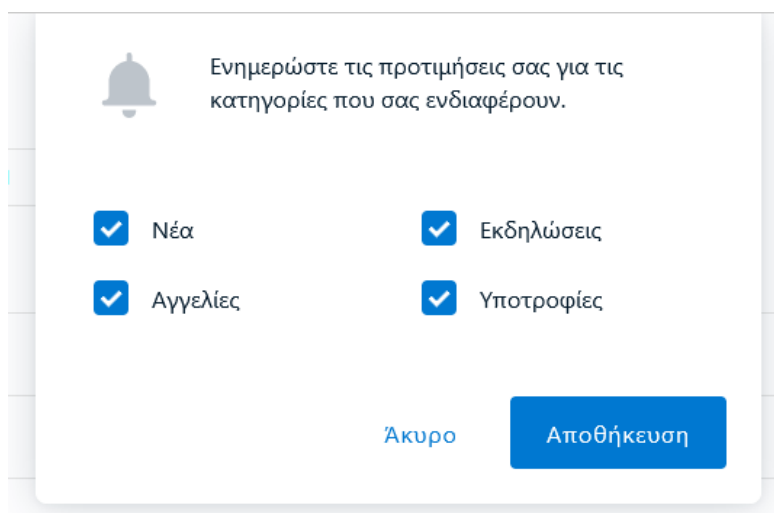 Ενημερώστε τις προτιμήσεις σας για τις
κατηγορίες που σας ενδιαφέρουν.
Νέα
Εκδηλώσεις
Αγγελίες
Υποτροφίες
Άκυρο
Αποθήκευση